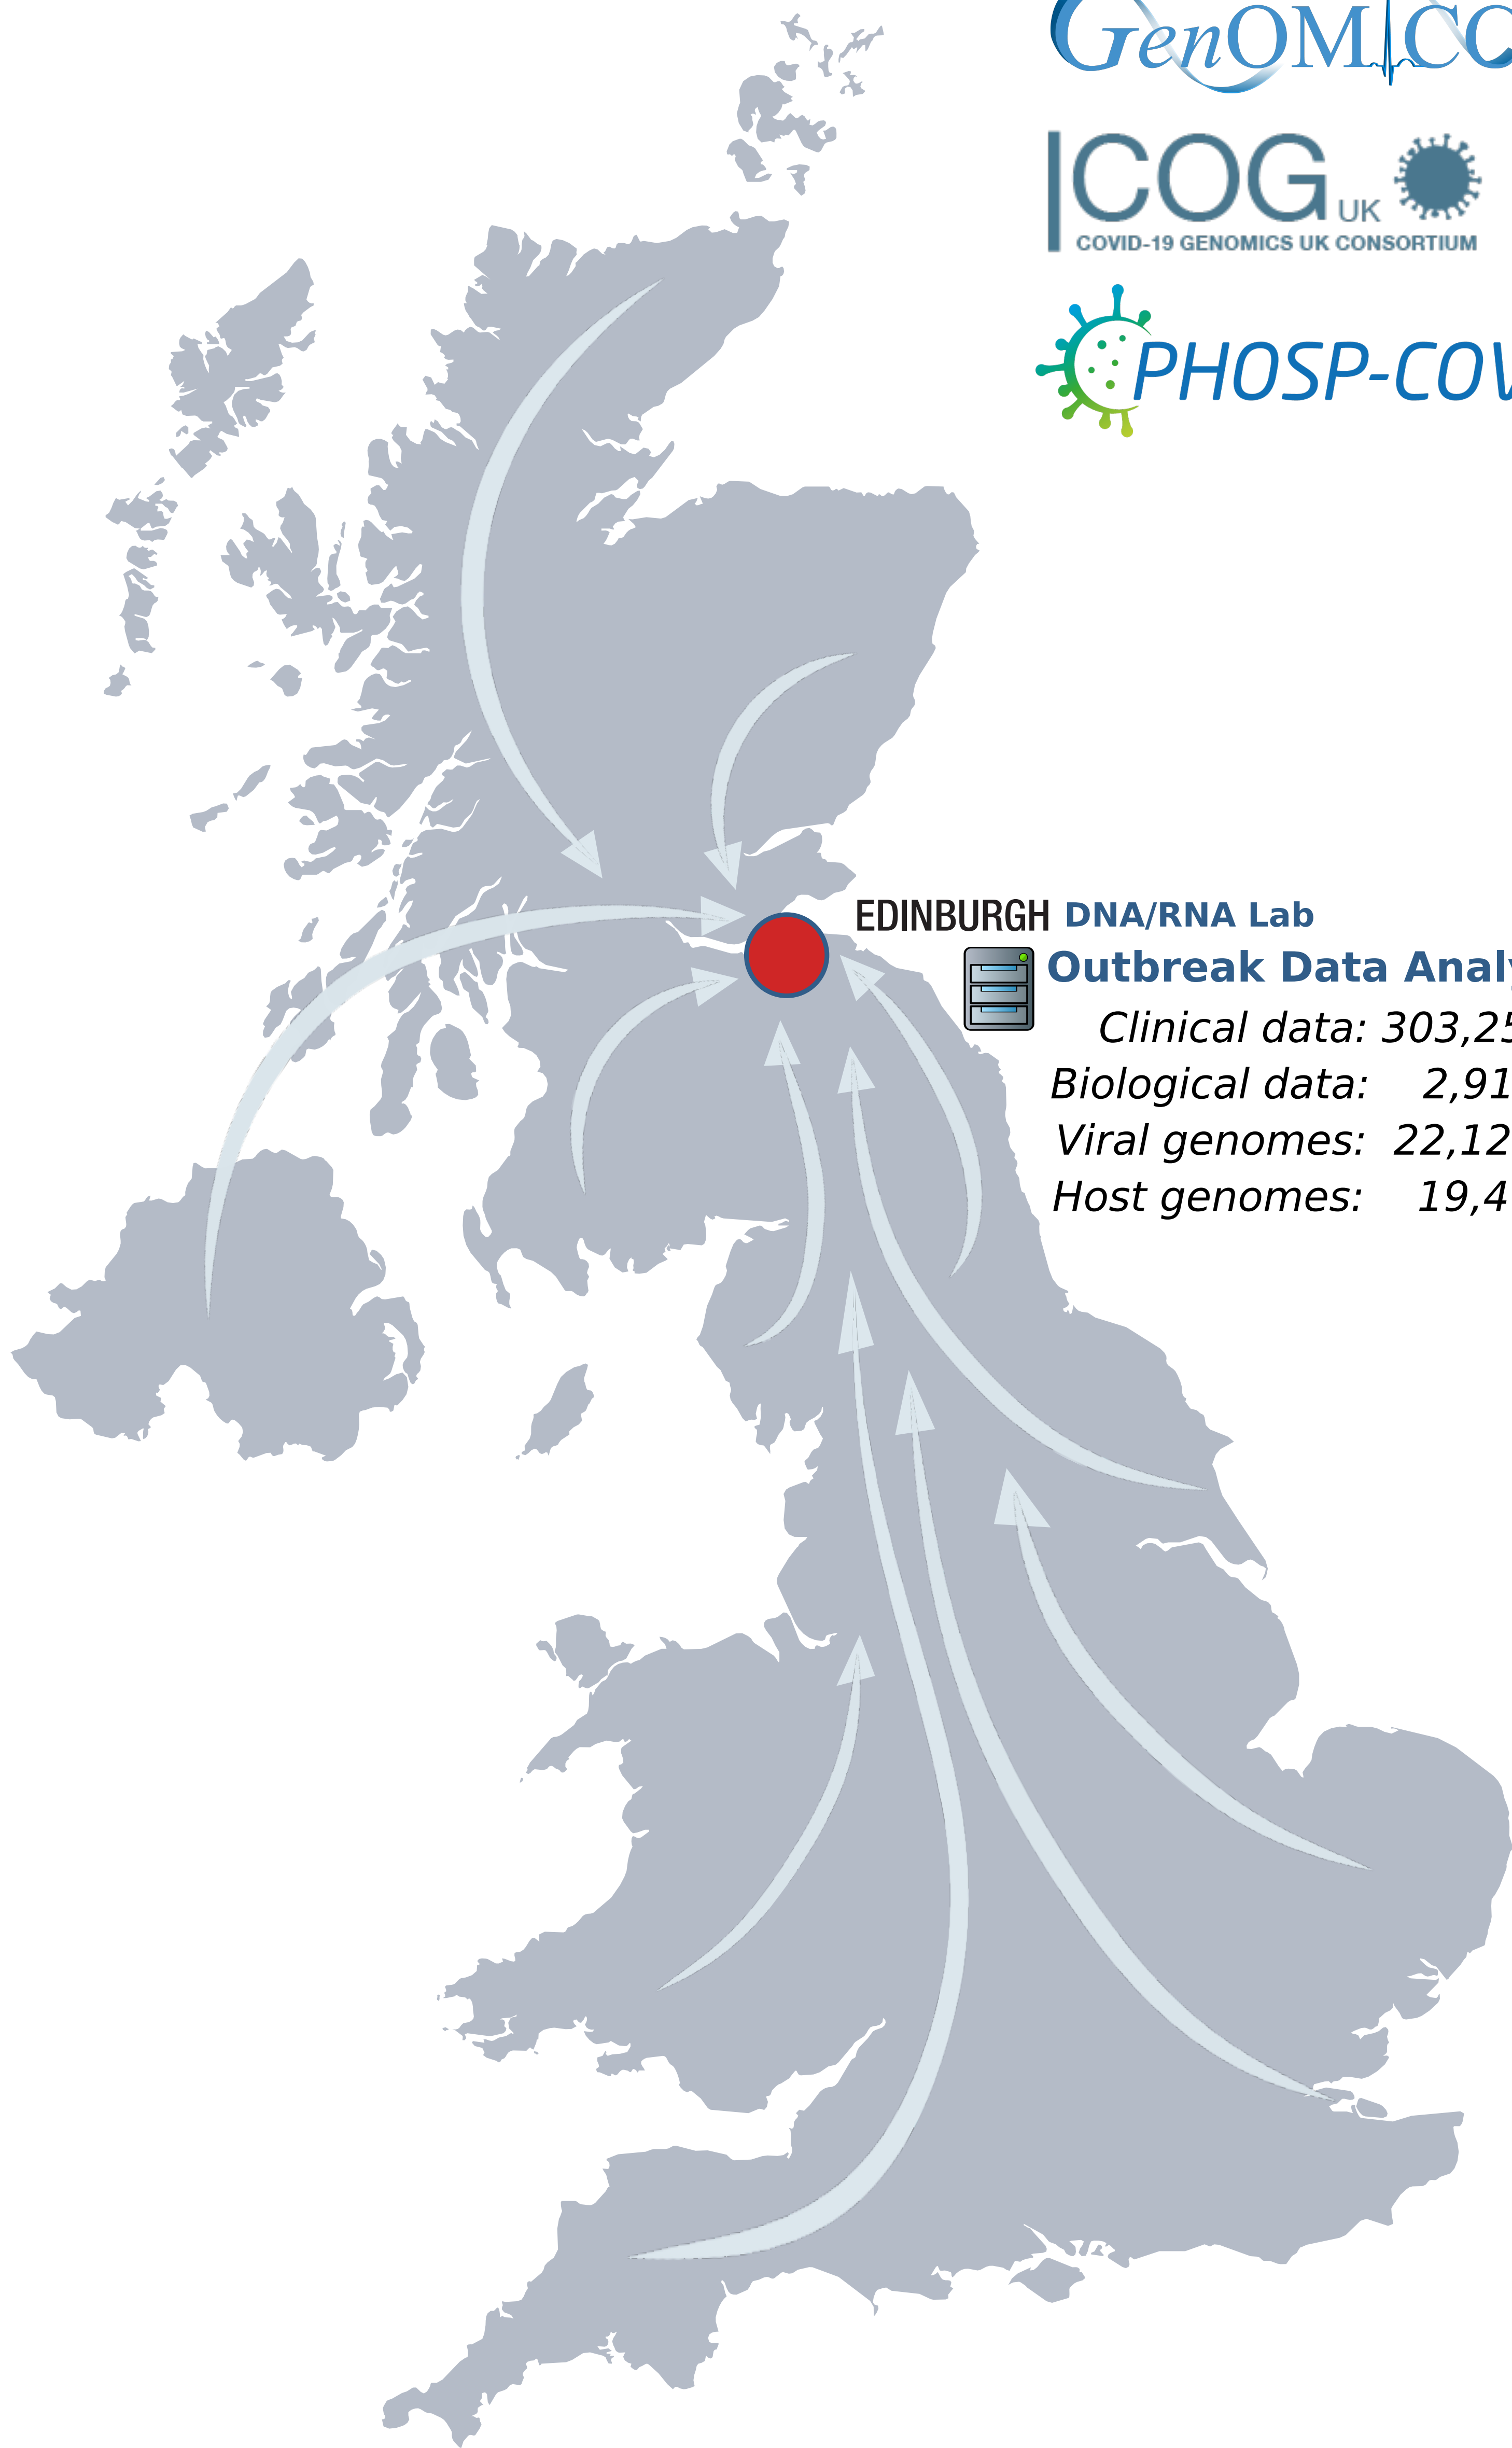 GenOMICC
COG UK
COVID-19 GENOMICS UK CONSORTIUM
PHOSP-COV
EDINBURGH DNA/RNA Lab
Outbreak Data Analy
Clinical data: 303,25
Biological data: 2,91
Viral genomes: 22,12
Host genomes: 19,4